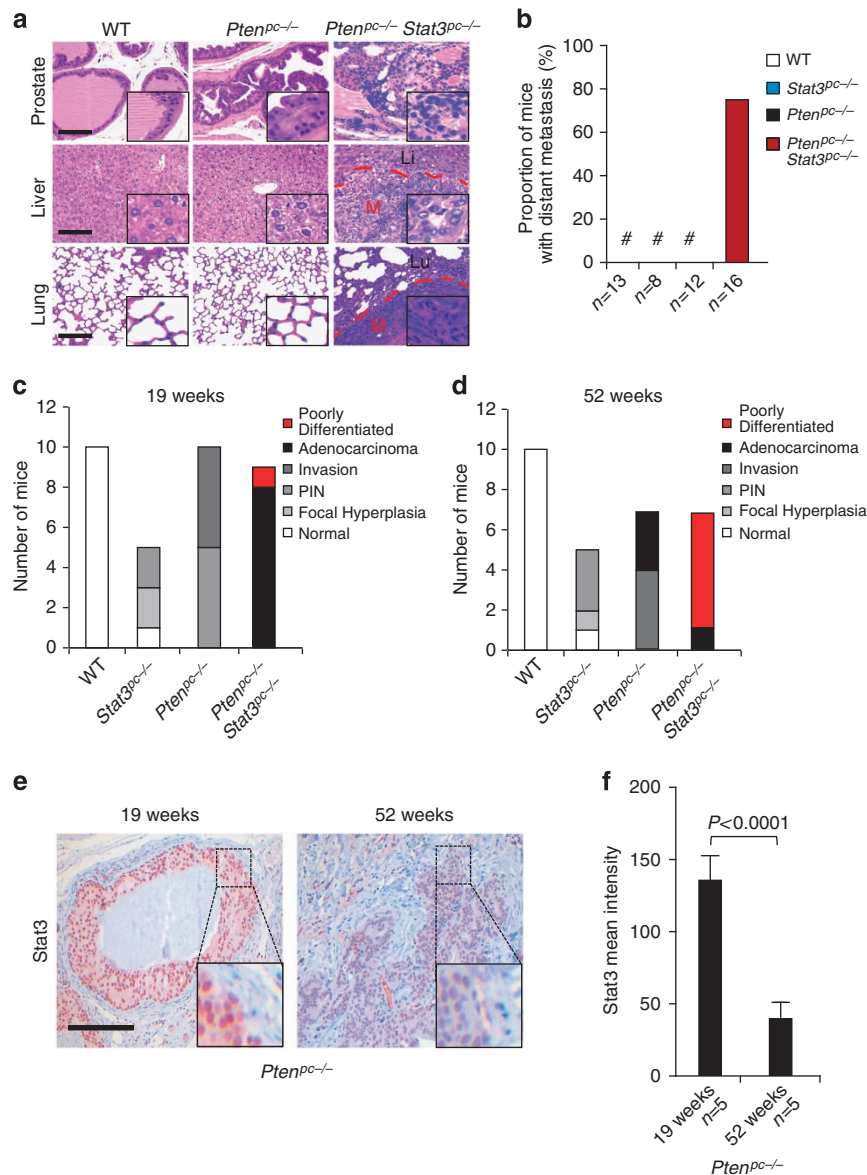 a
WT
Pten^pc–/–
Pten^pc–/– Stat3^pc–/–
Prostate
Liver
Li
M
Lung
Lu
M
b
Proportion of mice
with distant metastasis (%)
100
80
60
40
20
0
# # #
n=13
n=8
n=12
n=16
WT
Stat3^pc–/–
Pten^pc–/–
Pten^pc–/–
Stat3^pc–/–
c
19 weeks
Number of mice
12
10
8
6
4
2
0
WT
Stat3^pc–/–
Pten^pc–/–
Pten^pc–/–
Stat3^pc–/–
Poorly
Differentiated
Adenocarcinoma
Invasion
PIN
Focal Hyperplasia
Normal
d
52 weeks
Number of mice
12
10
8
6
4
2
0
WT
Stat3^pc–/–
Pten^pc–/–
Pten^pc–/–
Stat3^pc–/–
Poorly
Differentiated
Adenocarcinoma
Invasion
PIN
Focal Hyperplasia
Normal
e
19 weeks
52 weeks
Stat3
Pten^pc–/–
f
Stat3 mean intensity
200
150
100
50
0
P<0.0001
19 weeks
n=5
52 weeks
n=5
Pten^pc–/–